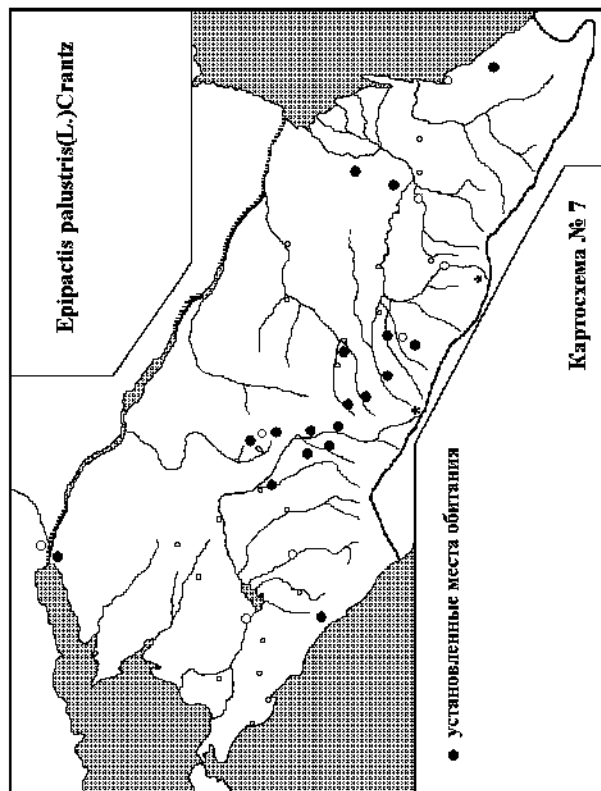 Epipactis palustris(L.)Crantz
Картосхема № 7
установленные места обитания